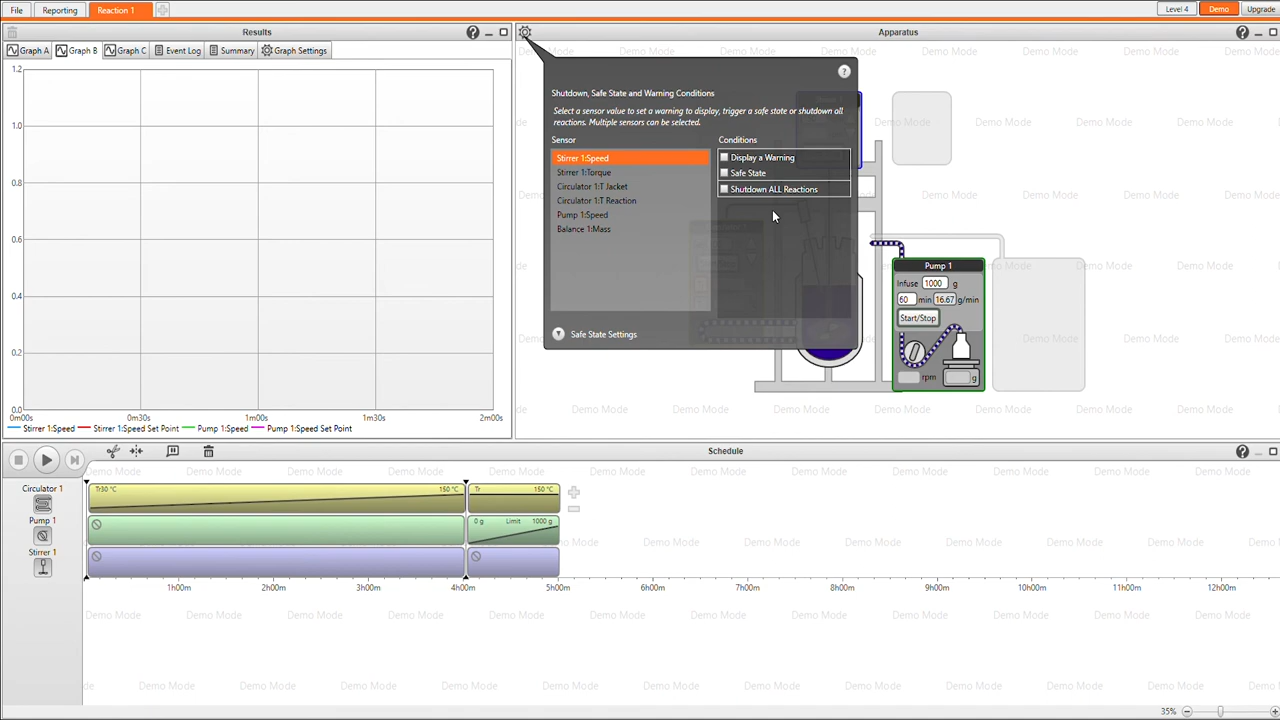 File Reporting Reaction 1 Level 4 Demo Upgrade
Results
Apparatus
Graph A Graph B Graph C Event Log Summary Graph Settings
1.2
1.0
0.8
0.6
0.4
0.2
0.0
0m00s 0m30s 1m00s 1m30s 2m00s
Stirrer 1:Speed Stirrer 1:Speed Set Point Pump 1:Speed Pump 1:Speed Set Point
Shutdown, Safe State and Warning Conditions
Select a sensor value to set a warning to display, trigger a safe state or shutdown all
reactions. Multiple sensors can be selected.
Sensor
Stirrer 1:Speed
Stirrer 1:Torque
Circulator 1:T Jacket
Circulator 1:T Reaction
Pump 1:Speed
Balance 1:Mass
Conditions
Display a Warning
Safe State
Shutdown ALL Reactions
Safe State Settings
Pump 1
Infuse 1000 g
60 min 16.67 g/min
Start/Stop
rpm g
Demo Mode
Schedule
Circulator 1
Pump 1
Stirrer 1
Tr30 °C 150 °C Tr 150 °C
0 g Limit 1000 g
1h00m 2h00m 3h00m 4h00m 5h00m 6h00m 7h00m 8h00m 9h00m 10h00m 11h00m 12h00m
35%